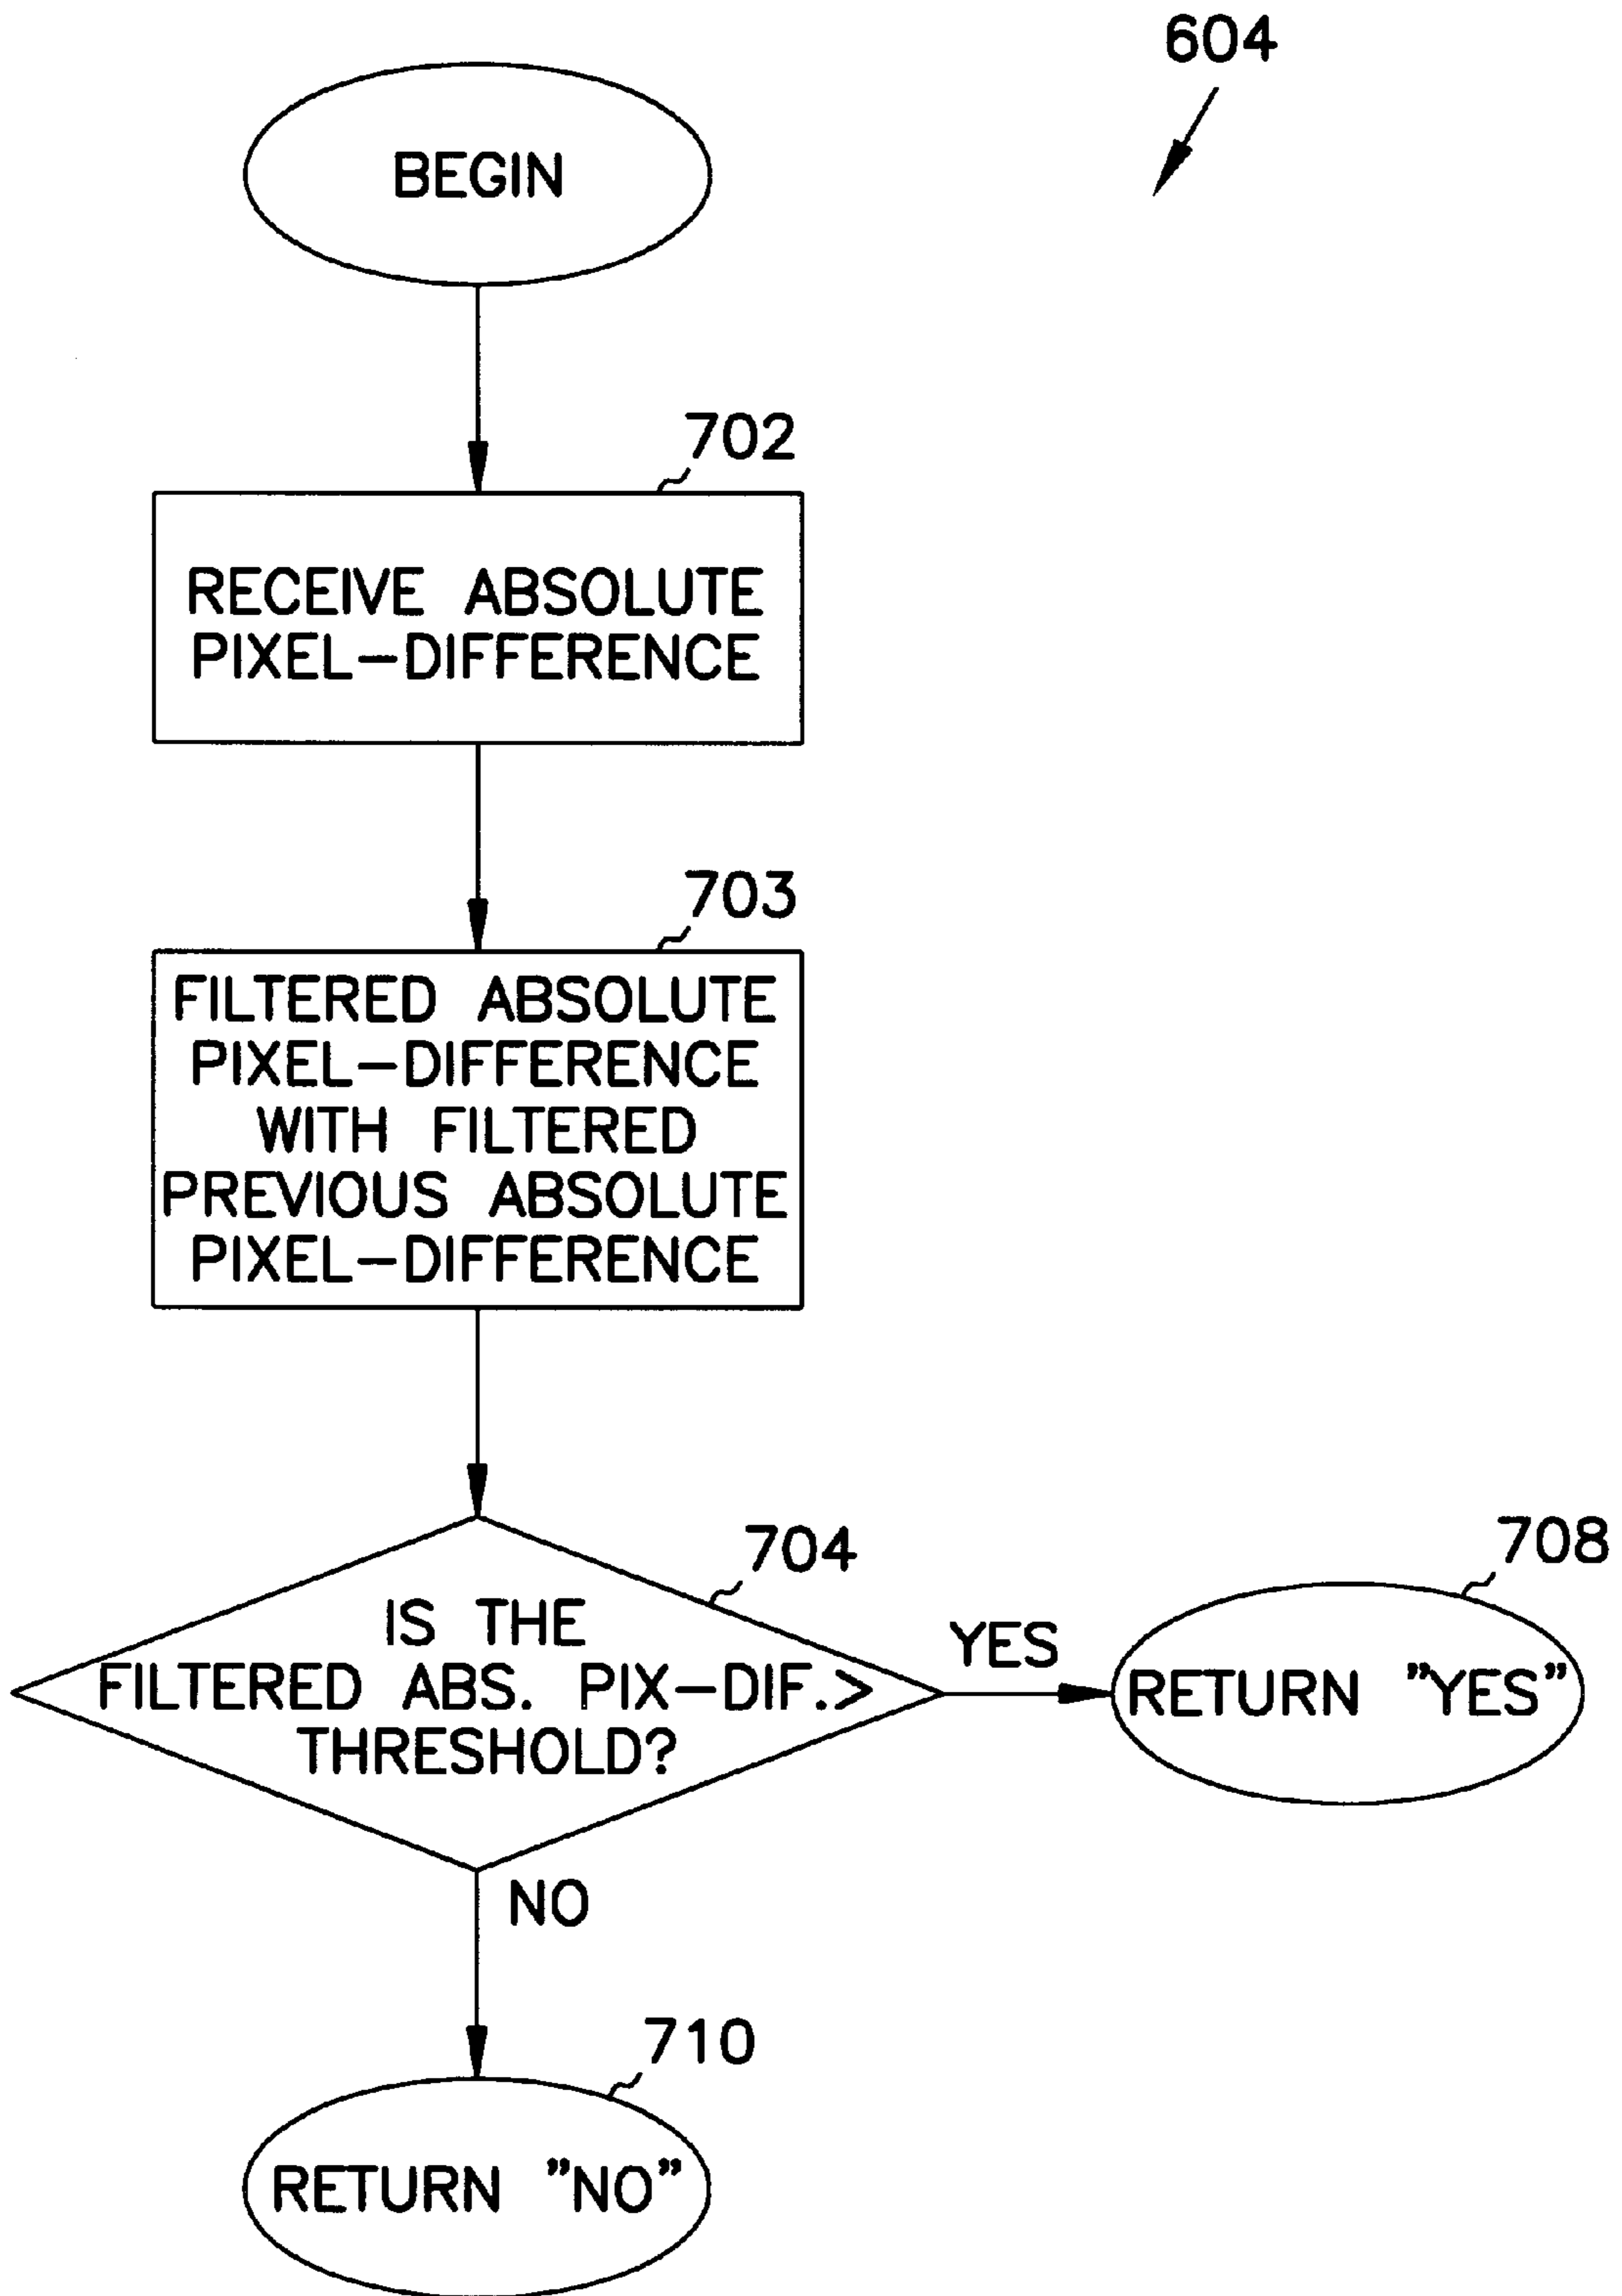 604
BEGIN
702
RECEIVE ABSOLUTE
PIXEL-DIFFERENCE
703
FILTERED ABSOLUTE
PIXEL-DIFFERENCE
WITH FILTERED
PREVIOUS ABSOLUTE
PIXEL-DIFFERENCE
704
IS THE
FILTERED ABS. PIX-DIF.>
THRESHOLD?
YES
708
RETURN "YES"
NO
710
RETURN "NO"